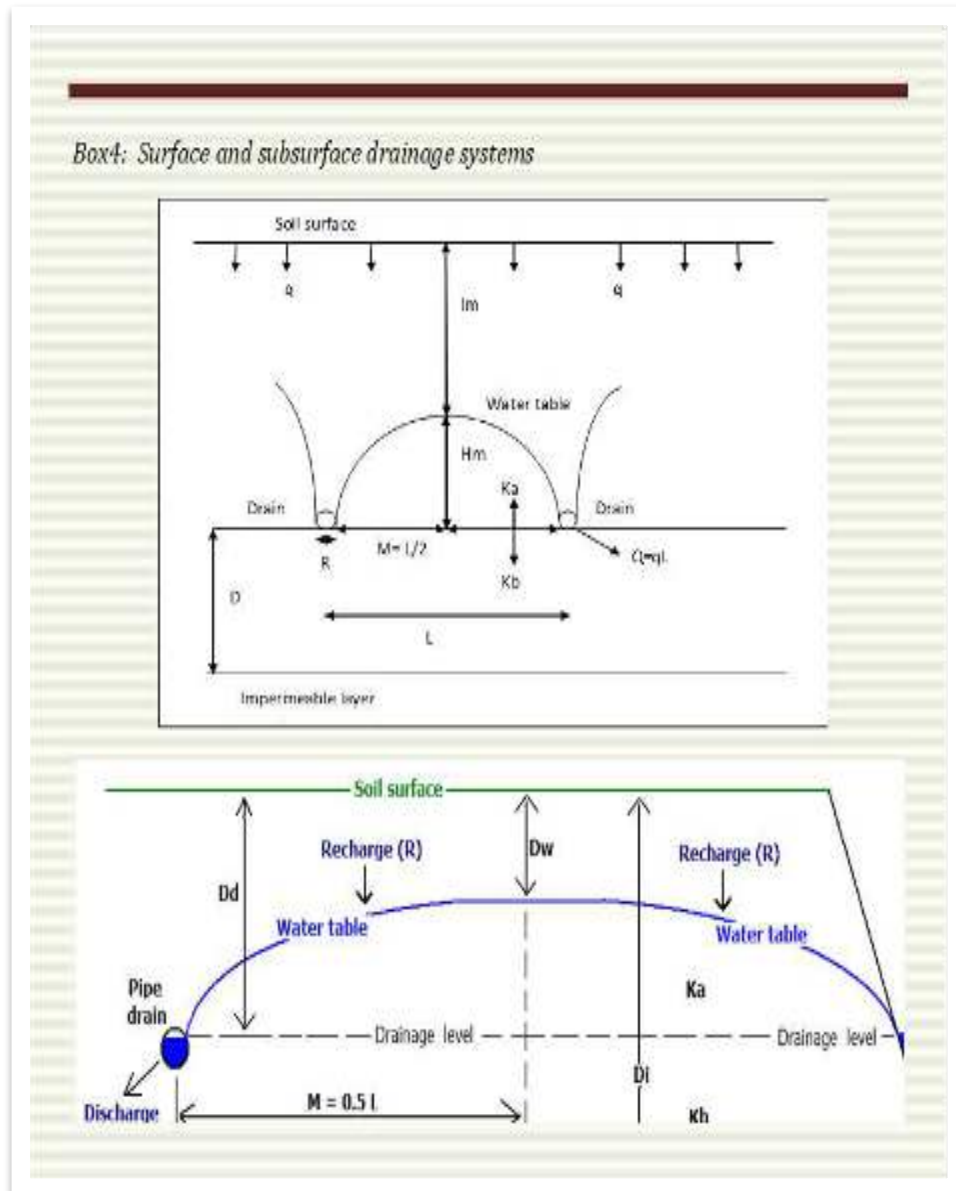 Box4: Surface and subsurface drainage systems
Soil surface
q
q
Im
Water table
Hm
Ka
Drain
Drain
M= L/2
Q=qL
R
Kb
D
L
Impermeable layer
Soil surface
Recharge (R)
Dw
Recharge (R)
Dd
Water table
Water table
Pipe
drain
Ka
Drainage level
Drainage level
Di
M = 0.5 L
Discharge
Kb